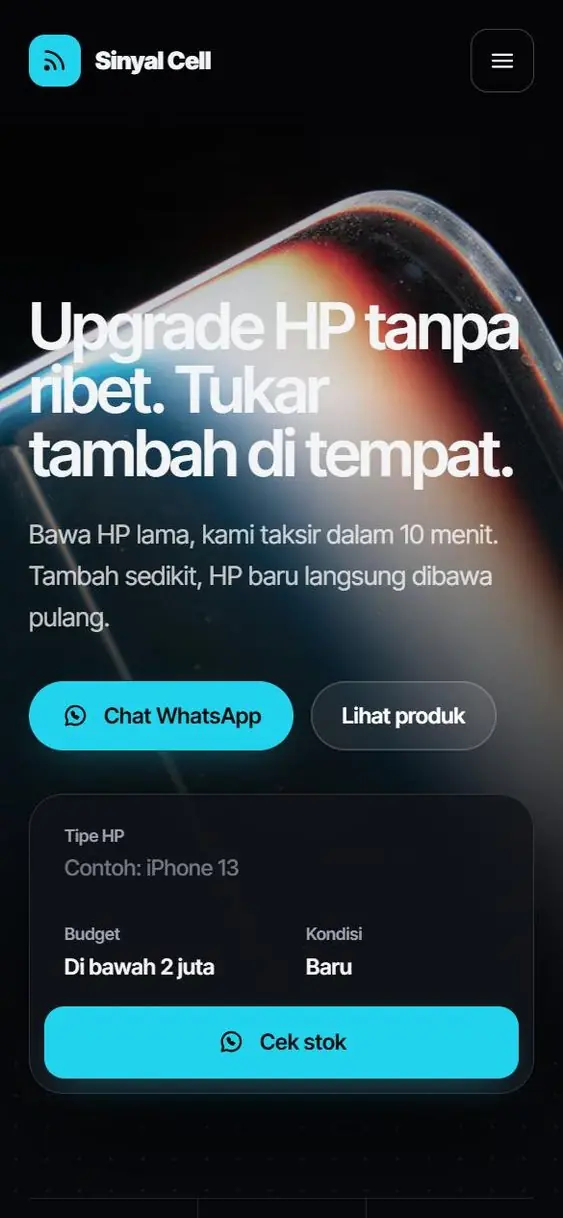 Sinyal Cell
Upgrade HP tanpa
ribet. Tukar
tambah di tempat.
Bawa HP lama, kami taksir dalam 10 menit.
Tambah sedikit, HP baru langsung dibawa
pulang.
Chat WhatsApp
Lihat produk
Tipe HP
Contoh: iPhone 13
Budget
Kondisi
Di bawah 2 juta
Baru
Cek stok